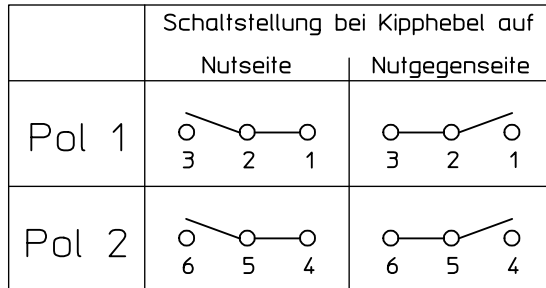 Schaltstellung bei Kipphebel auf
Nutseite Nutgegenseite
Pol 1
3 2 1 3 2 1
Pol 2
6 5 4 6 5 4